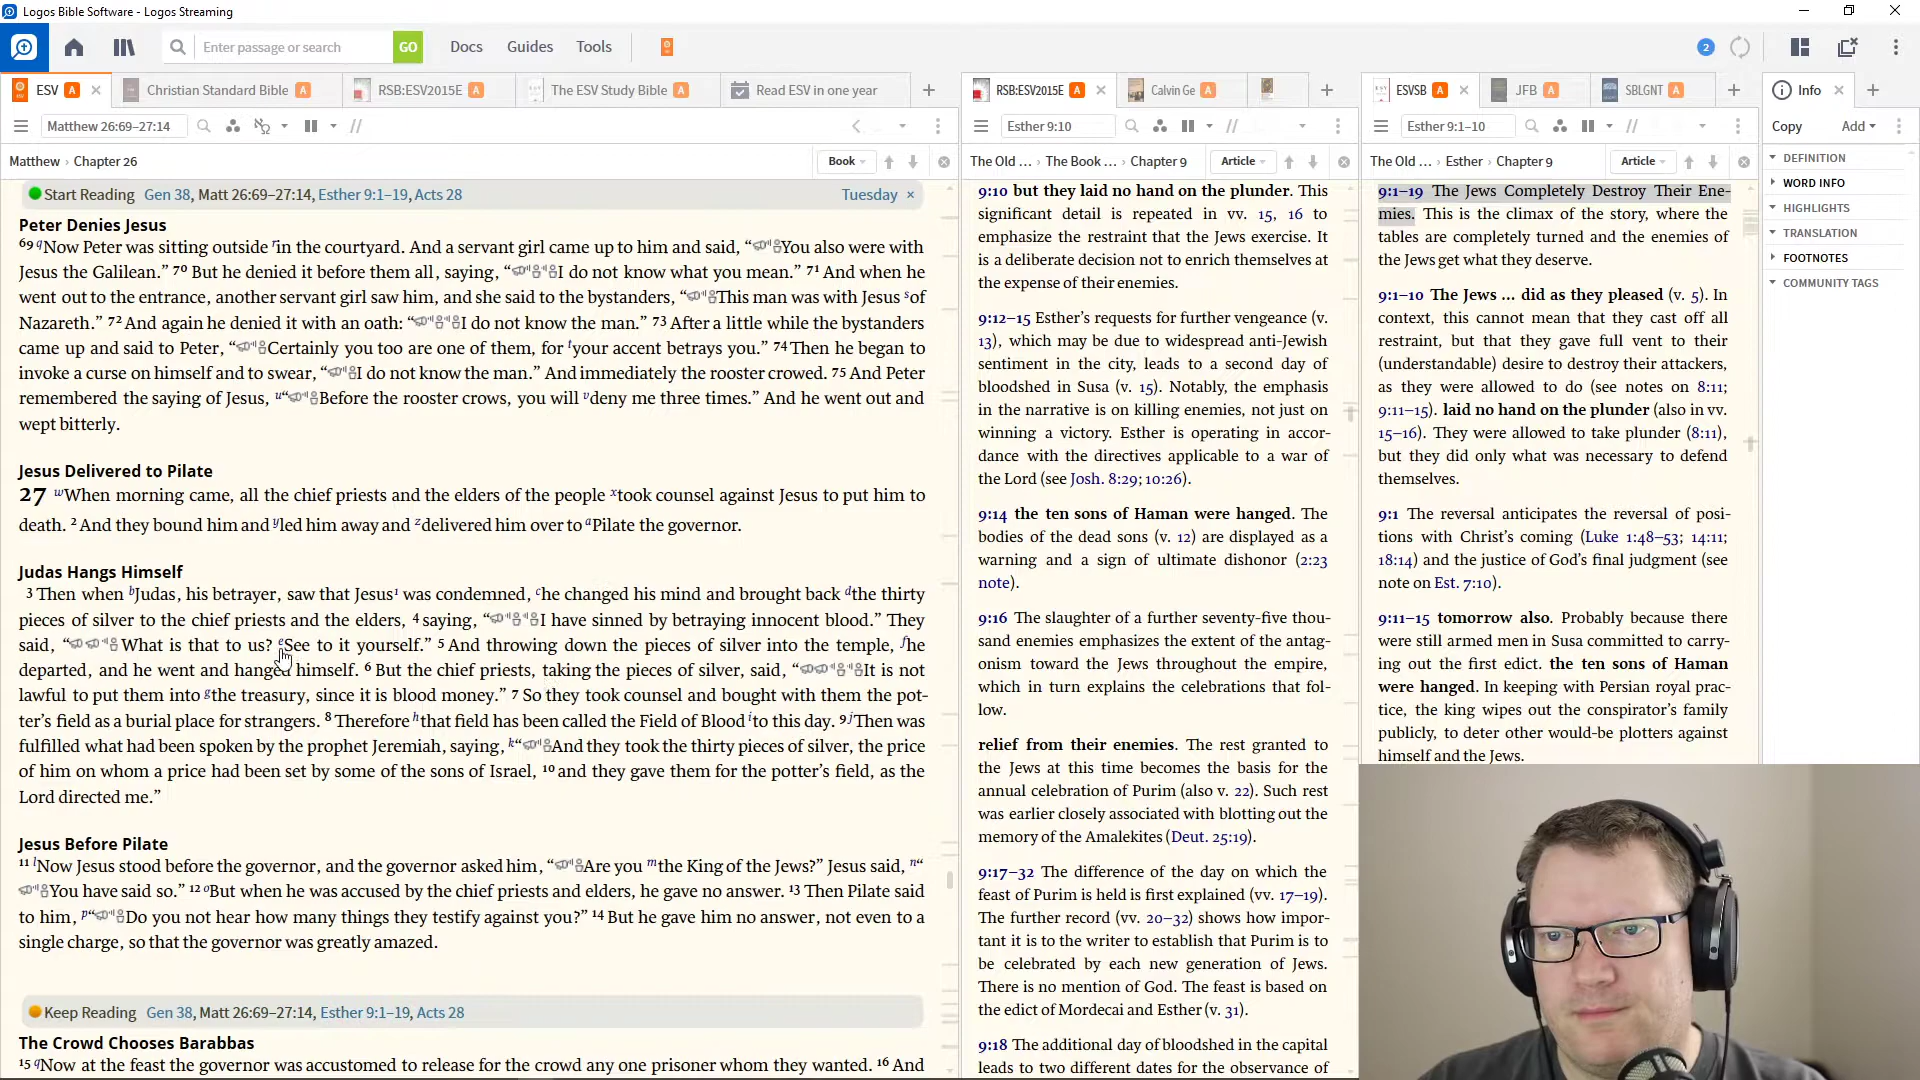 Logos Bible Software - Logos Streaming
Enter passage or search
GO
Docs
Guides
Tools
2
ESV A
Christian Standard Bible A
RSB:ESV2015E A
The ESV Study Bible A
Read ESV in one year
RSB:ESV2015E A
Calvin Ge A
ESVSB A
JFB A
SBLGNT A
Info
Matthew 26:69–27:14
Esther 9:10
Esther 9:1–10
Copy
Add
Matthew › Chapter 26
Book
The Old ... › The Book ... › Chapter 9
Article
The Old ... › Esther › Chapter 9
Article
Start Reading Gen 38, Matt 26:69–27:14, Esther 9:1–19, Acts 28
Tuesday ×
Peter Denies Jesus
69 qNow Peter was sitting outside rin the courtyard. And a servant girl came up to him and said, “You also were with
Jesus the Galilean.” 70 But he denied it before them all, saying, “I do not know what you mean.” 71 And when he
went out to the entrance, another servant girl saw him, and she said to the bystanders, “This man was with Jesus sof
Nazareth.” 72 And again he denied it with an oath: “I do not know the man.” 73 After a little while the bystanders
came up and said to Peter, “Certainly you too are one of them, for tyour accent betrays you.” 74 Then he began to
invoke a curse on himself and to swear, “I do not know the man.” And immediately the rooster crowed. 75 And Peter
remembered the saying of Jesus, u“Before the rooster crows, you will vdeny me three times.” And he went out and
wept bitterly.
Jesus Delivered to Pilate
27 wWhen morning came, all the chief priests and the elders of the people xtook counsel against Jesus to put him to
death. 2 And they bound him and yled him away and zdelivered him over to aPilate the governor.
Judas Hangs Himself
3 Then when bJudas, his betrayer, saw that Jesus1 was condemned, che changed his mind and brought back dthe thirty
pieces of silver to the chief priests and the elders, 4 saying, “I have sinned by betraying innocent blood.” They
said, “What is that to us? eSee to it yourself.” 5 And throwing down the pieces of silver into the temple, fhe
departed, and he went and hanged himself. 6 But the chief priests, taking the pieces of silver, said, “It is not
lawful to put them into gthe treasury, since it is blood money.” 7 So they took counsel and bought with them the pot-
ter’s field as a burial place for strangers. 8 Therefore hthat field has been called the Field of Blood ito this day. 9 jThen was
fulfilled what had been spoken by the prophet Jeremiah, saying, k“And they took the thirty pieces of silver, the price
of him on whom a price had been set by some of the sons of Israel, 10 and they gave them for the potter’s field, as the
Lord directed me.”
Jesus Before Pilate
11 lNow Jesus stood before the governor, and the governor asked him, “Are you mthe King of the Jews?” Jesus said, n“
You have said so.” 12 oBut when he was accused by the chief priests and elders, he gave no answer. 13 Then Pilate said
to him, p“Do you not hear how many things they testify against you?” 14 But he gave him no answer, not even to a
single charge, so that the governor was greatly amazed.
Keep Reading Gen 38, Matt 26:69–27:14, Esther 9:1–19, Acts 28
The Crowd Chooses Barabbas
15 qNow at the feast the governor was accustomed to release for the crowd any one prisoner whom they wanted. 16 And
9:10 but they laid no hand on the plunder. This
significant detail is repeated in vv. 15, 16 to
emphasize the restraint that the Jews exercise. It
is a deliberate decision not to enrich themselves at
the expense of their enemies.
9:12–15 Esther’s requests for further vengeance (v.
13), which may be due to widespread anti-Jewish
sentiment in the city, leads to a second day of
bloodshed in Susa (v. 15). Notably, the emphasis
in the narrative is on killing enemies, not just on
winning a victory. Esther is operating in accor-
dance with the directives applicable to a war of
the Lord (see Josh. 8:29; 10:26).
9:14 the ten sons of Haman were hanged. The
bodies of the dead sons (v. 12) are displayed as a
warning and a sign of ultimate dishonor (2:23
note).
9:16 The slaughter of a further seventy-five thou-
sand enemies emphasizes the extent of the antag-
onism toward the Jews throughout the empire,
which in turn explains the celebrations that fol-
low.
relief from their enemies. The rest granted to
the Jews at this time becomes the basis for the
annual celebration of Purim (also v. 22). Such rest
was earlier closely associated with blotting out the
memory of the Amalekites (Deut. 25:19).
9:17–32 The difference of the day on which the
feast of Purim is held is first explained (vv. 17–19).
The further record (vv. 20–32) shows how impor-
tant it is to the writer to establish that Purim is to
be celebrated by each new generation of Jews.
There is no mention of God. The feast is based on
the edict of Mordecai and Esther (v. 31).
9:18 The additional day of bloodshed in the capital
leads to two different dates for the observance of
9:1–19 The Jews Completely Destroy Their Ene-
mies. This is the climax of the story, where the
tables are completely turned and the enemies of
the Jews get what they deserve.
9:1–10 The Jews ... did as they pleased (v. 5). In
context, this cannot mean that they cast off all
restraint, but that they gave full vent to their
(understandable) desire to destroy their attackers,
as they were allowed to do (see notes on 8:11;
9:11–15). laid no hand on the plunder (also in vv.
15–16). They were allowed to take plunder (8:11),
but they did only what was necessary to defend
themselves.
9:1 The reversal anticipates the reversal of posi-
tions with Christ’s coming (Luke 1:48–53; 14:11;
18:14) and the justice of God’s final judgment (see
note on Est. 7:10).
9:11–15 tomorrow also. Probably because there
were still armed men in Susa committed to carry-
ing out the first edict. the ten sons of Haman
were hanged. In keeping with Persian royal prac-
tice, the king wipes out the conspirator’s family
publicly, to deter other would-be plotters against
himself and the Jews.
DEFINITION
WORD INFO
HIGHLIGHTS
TRANSLATION
FOOTNOTES
COMMUNITY TAGS